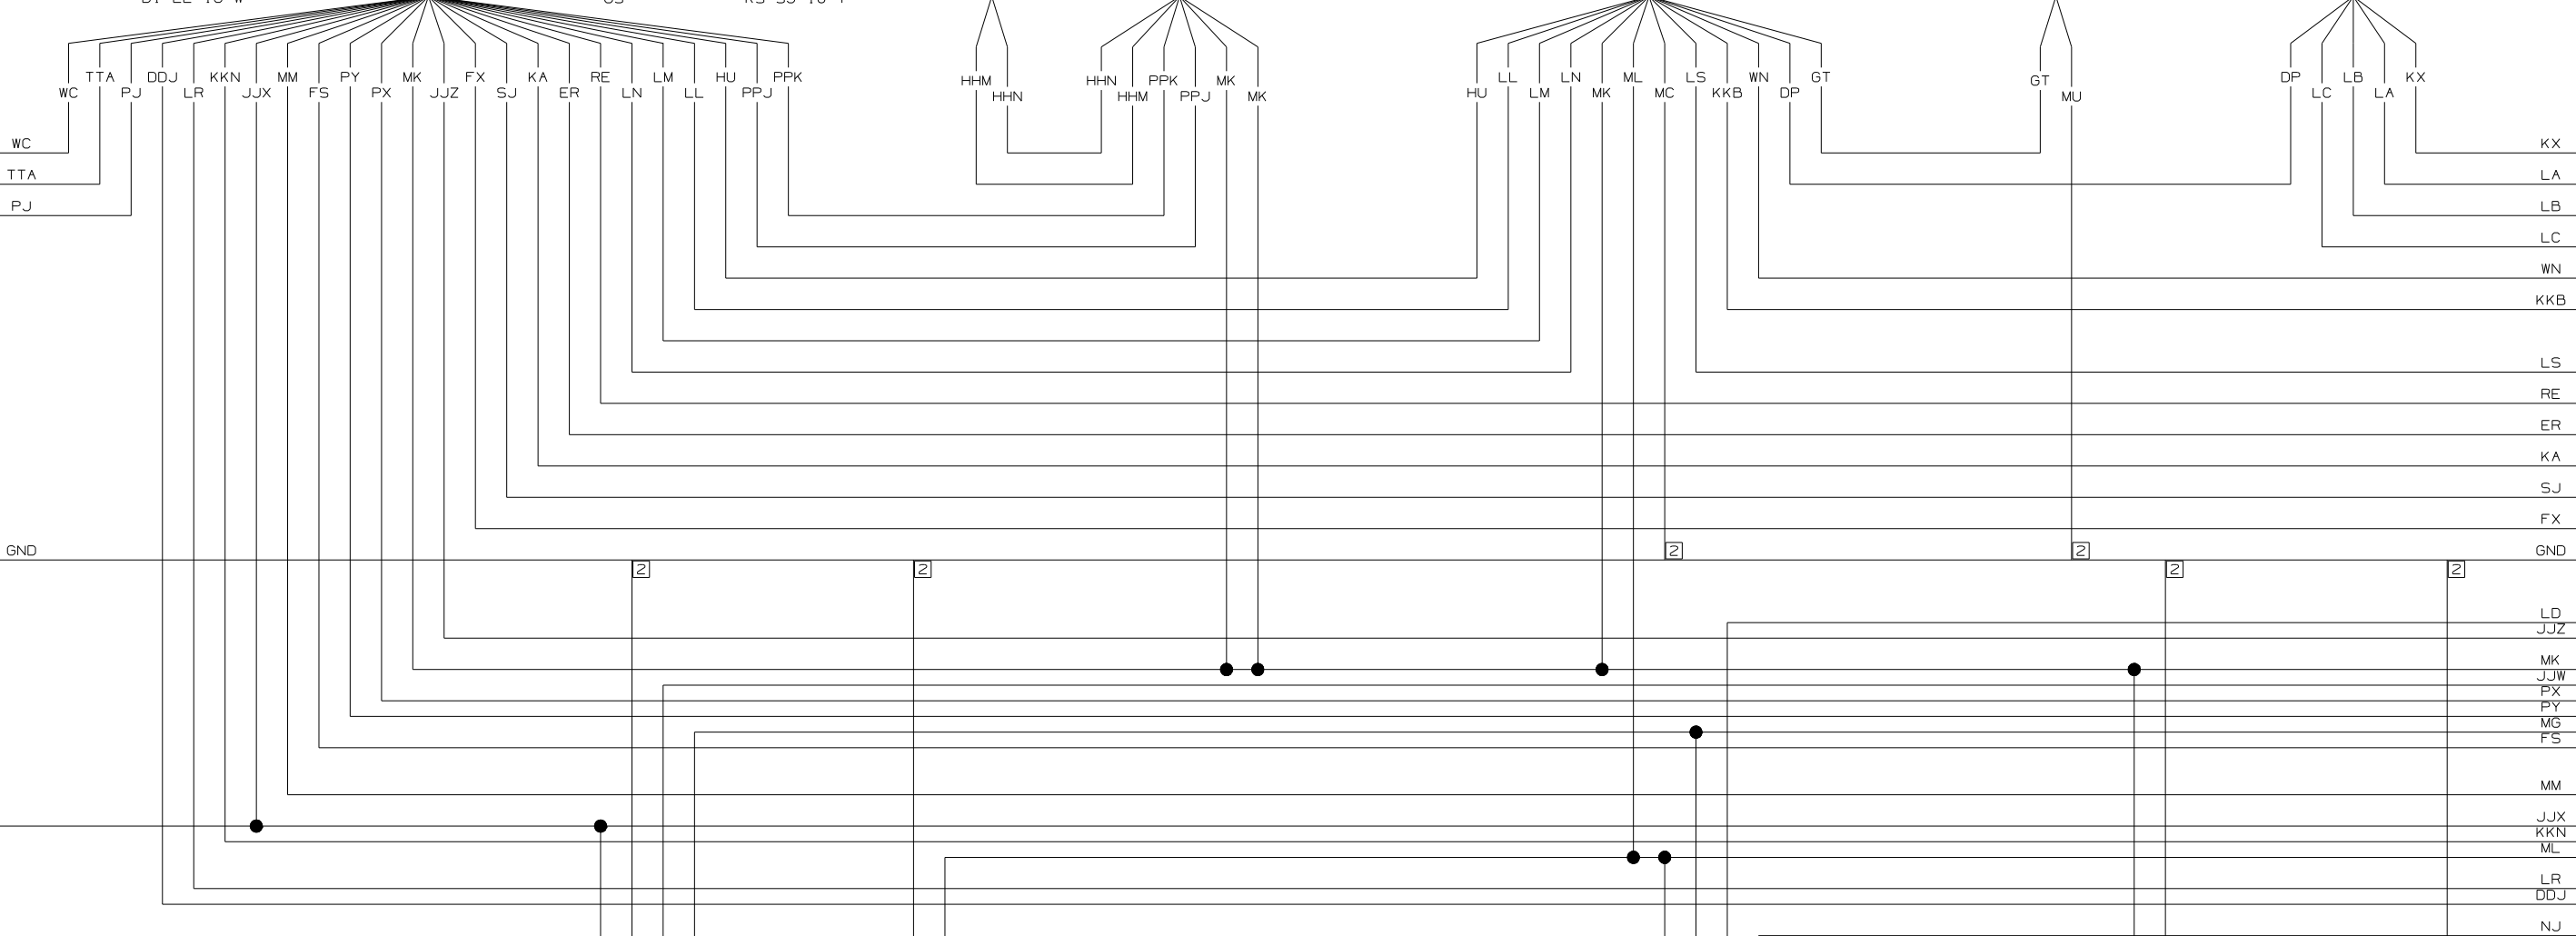 TTA DDJ KKN MM PY MK FX KA RE LM HU PPK
WC PJ LR JJX FS PX JJZ SJ ER LN LL PPJ
HHM
HHN
HHN PPK MK
HHM PPJ MK
LL LN ML LS WN GT
HU LM MK MC KKB DP
GT
MU
DP LB KX
LC LA
WC
TTA
PJ
KX
LA
LB
LC
WN
KKB
LS
RE
ER
KA
SJ
FX
GND 2 2 GND
2 2 2 2
LD
JJZ
MK
JJW
PX
PY
MG
FS
MM
JJX
KKN
ML
LR
DDJ
NJ